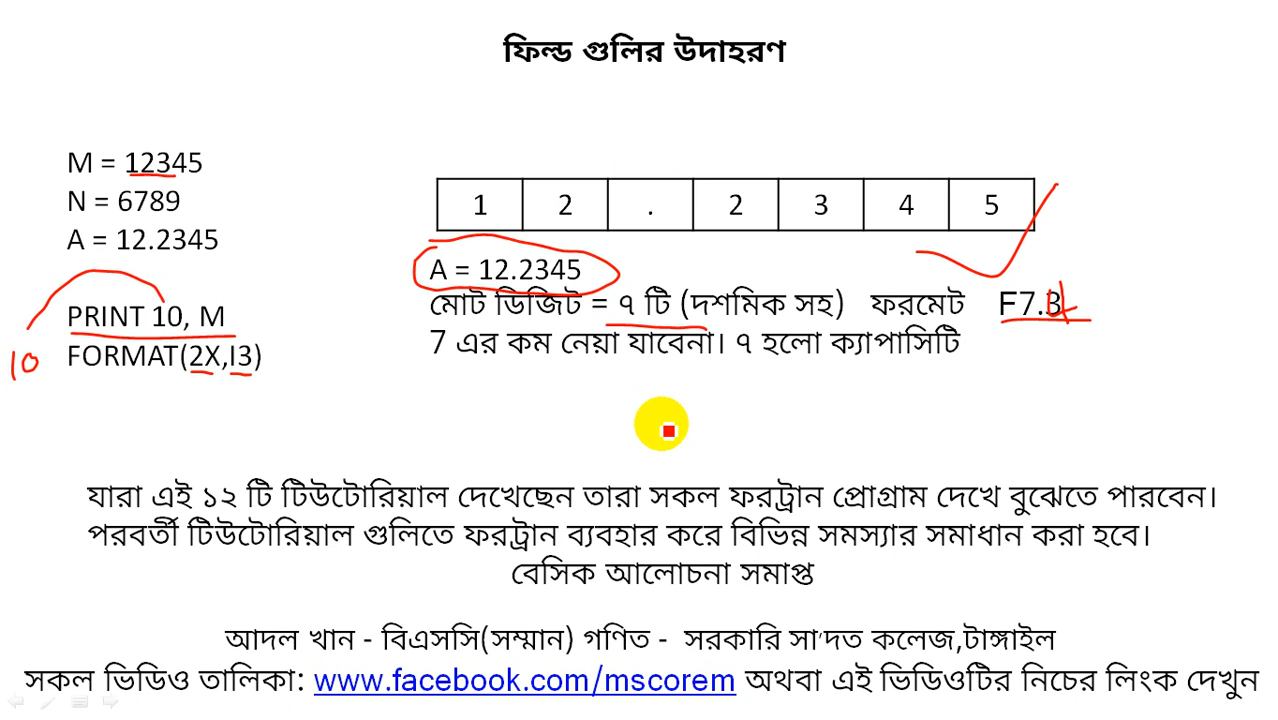 ফিল্ড গুলির উদাহরণ
M = 12345
N = 6789
A = 12.2345
PRINT 10, M
10 FORMAT(2X,I3)
1 2 . 2 3 4 5
A = 12.2345
মোট ডিজিট = ৭ টি (দশমিক সহ) ফরমেট F7.3 4
7 এর কম নেয়া যাবেনা। ৭ হলো ক্যাপাসিটি
যারা এই ১২ টি টিউটোরিয়াল দেখেছেন তারা সকল ফরট্রান প্রোগ্রাম দেখে বুঝেতে পারবেন।
পরবর্তী টিউটোরিয়াল গুলিতে ফরট্রান ব্যবহার করে বিভিন্ন সমস্যার সমাধান করা হবে।
বেসিক আলোচনা সমাপ্ত
আদল খান - বিএসসি(সম্মান) গণিত - সরকারি সা'দত কলেজ,টাঙ্গাইল
সকল ভিডিও তালিকা: www.facebook.com/mscorem অথবা এই ভিডিওটির নিচের লিংক দেখুন